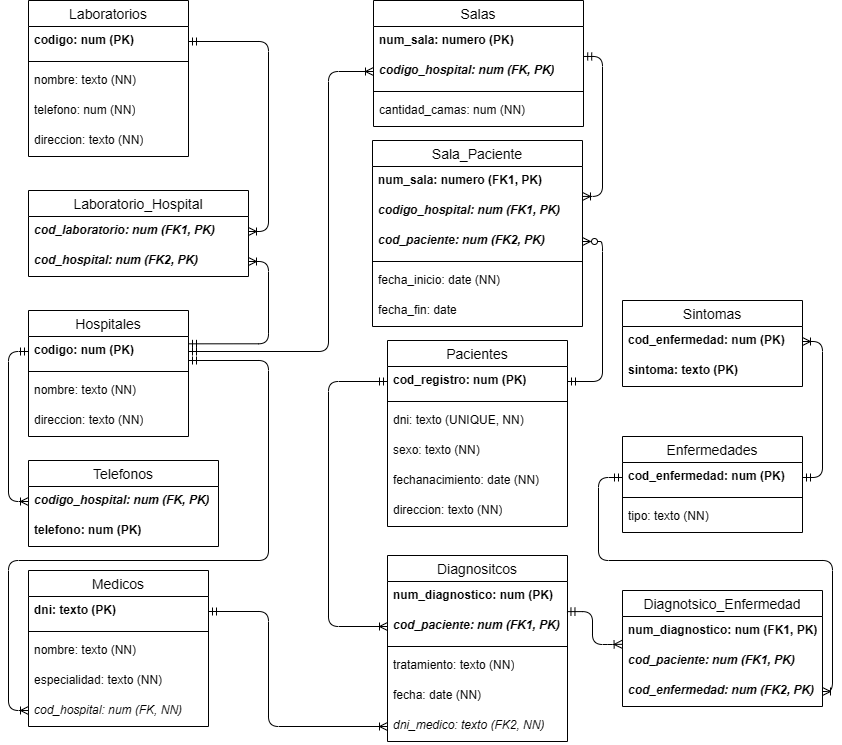 Laboratorios
codigo: num (PK)
nombre: texto (NN)
telefono: num (NN)
direccion: texto (NN)
Laboratorio_Hospital
cod_laboratorio: num (FK1, PK)
cod_hospital: num (FK2, PK)
Hospitales
codigo: num (PK)
nombre: texto (NN)
direccion: texto (NN)
Telefonos
codigo_hospital: num (FK, PK)
telefono: num (PK)
Medicos
dni: texto (PK)
nombre: texto (NN)
especialidad: texto (NN)
cod_hospital: num (FK, NN)
Salas
num_sala: numero (PK)
codigo_hospital: num (FK, PK)
cantidad_camas: num (NN)
Sala_Paciente
num_sala: numero (FK1, PK)
codigo_hospital: num (FK1, PK)
cod_paciente: num (FK2, PK)
fecha_inicio: date (NN)
fecha_fin: date
Pacientes
cod_registro: num (PK)
dni: texto (UNIQUE, NN)
sexo: texto (NN)
fechanacimiento: date (NN)
direccion: texto (NN)
Diagnositcos
num_diagnostico: num (PK)
cod_paciente: num (FK1, PK)
tratamiento: texto (NN)
fecha: date (NN)
dni_medico: texto (FK2, NN)
Sintomas
cod_enfermedad: num (PK)
sintoma: texto (PK)
Enfermedades
cod_enfermedad: num (PK)
tipo: texto (NN)
Diagnotsico_Enfermedad
num_diagnostico: num (FK1, PK)
cod_paciente: num (FK1, PK)
cod_enfermedad: num (FK2, PK)